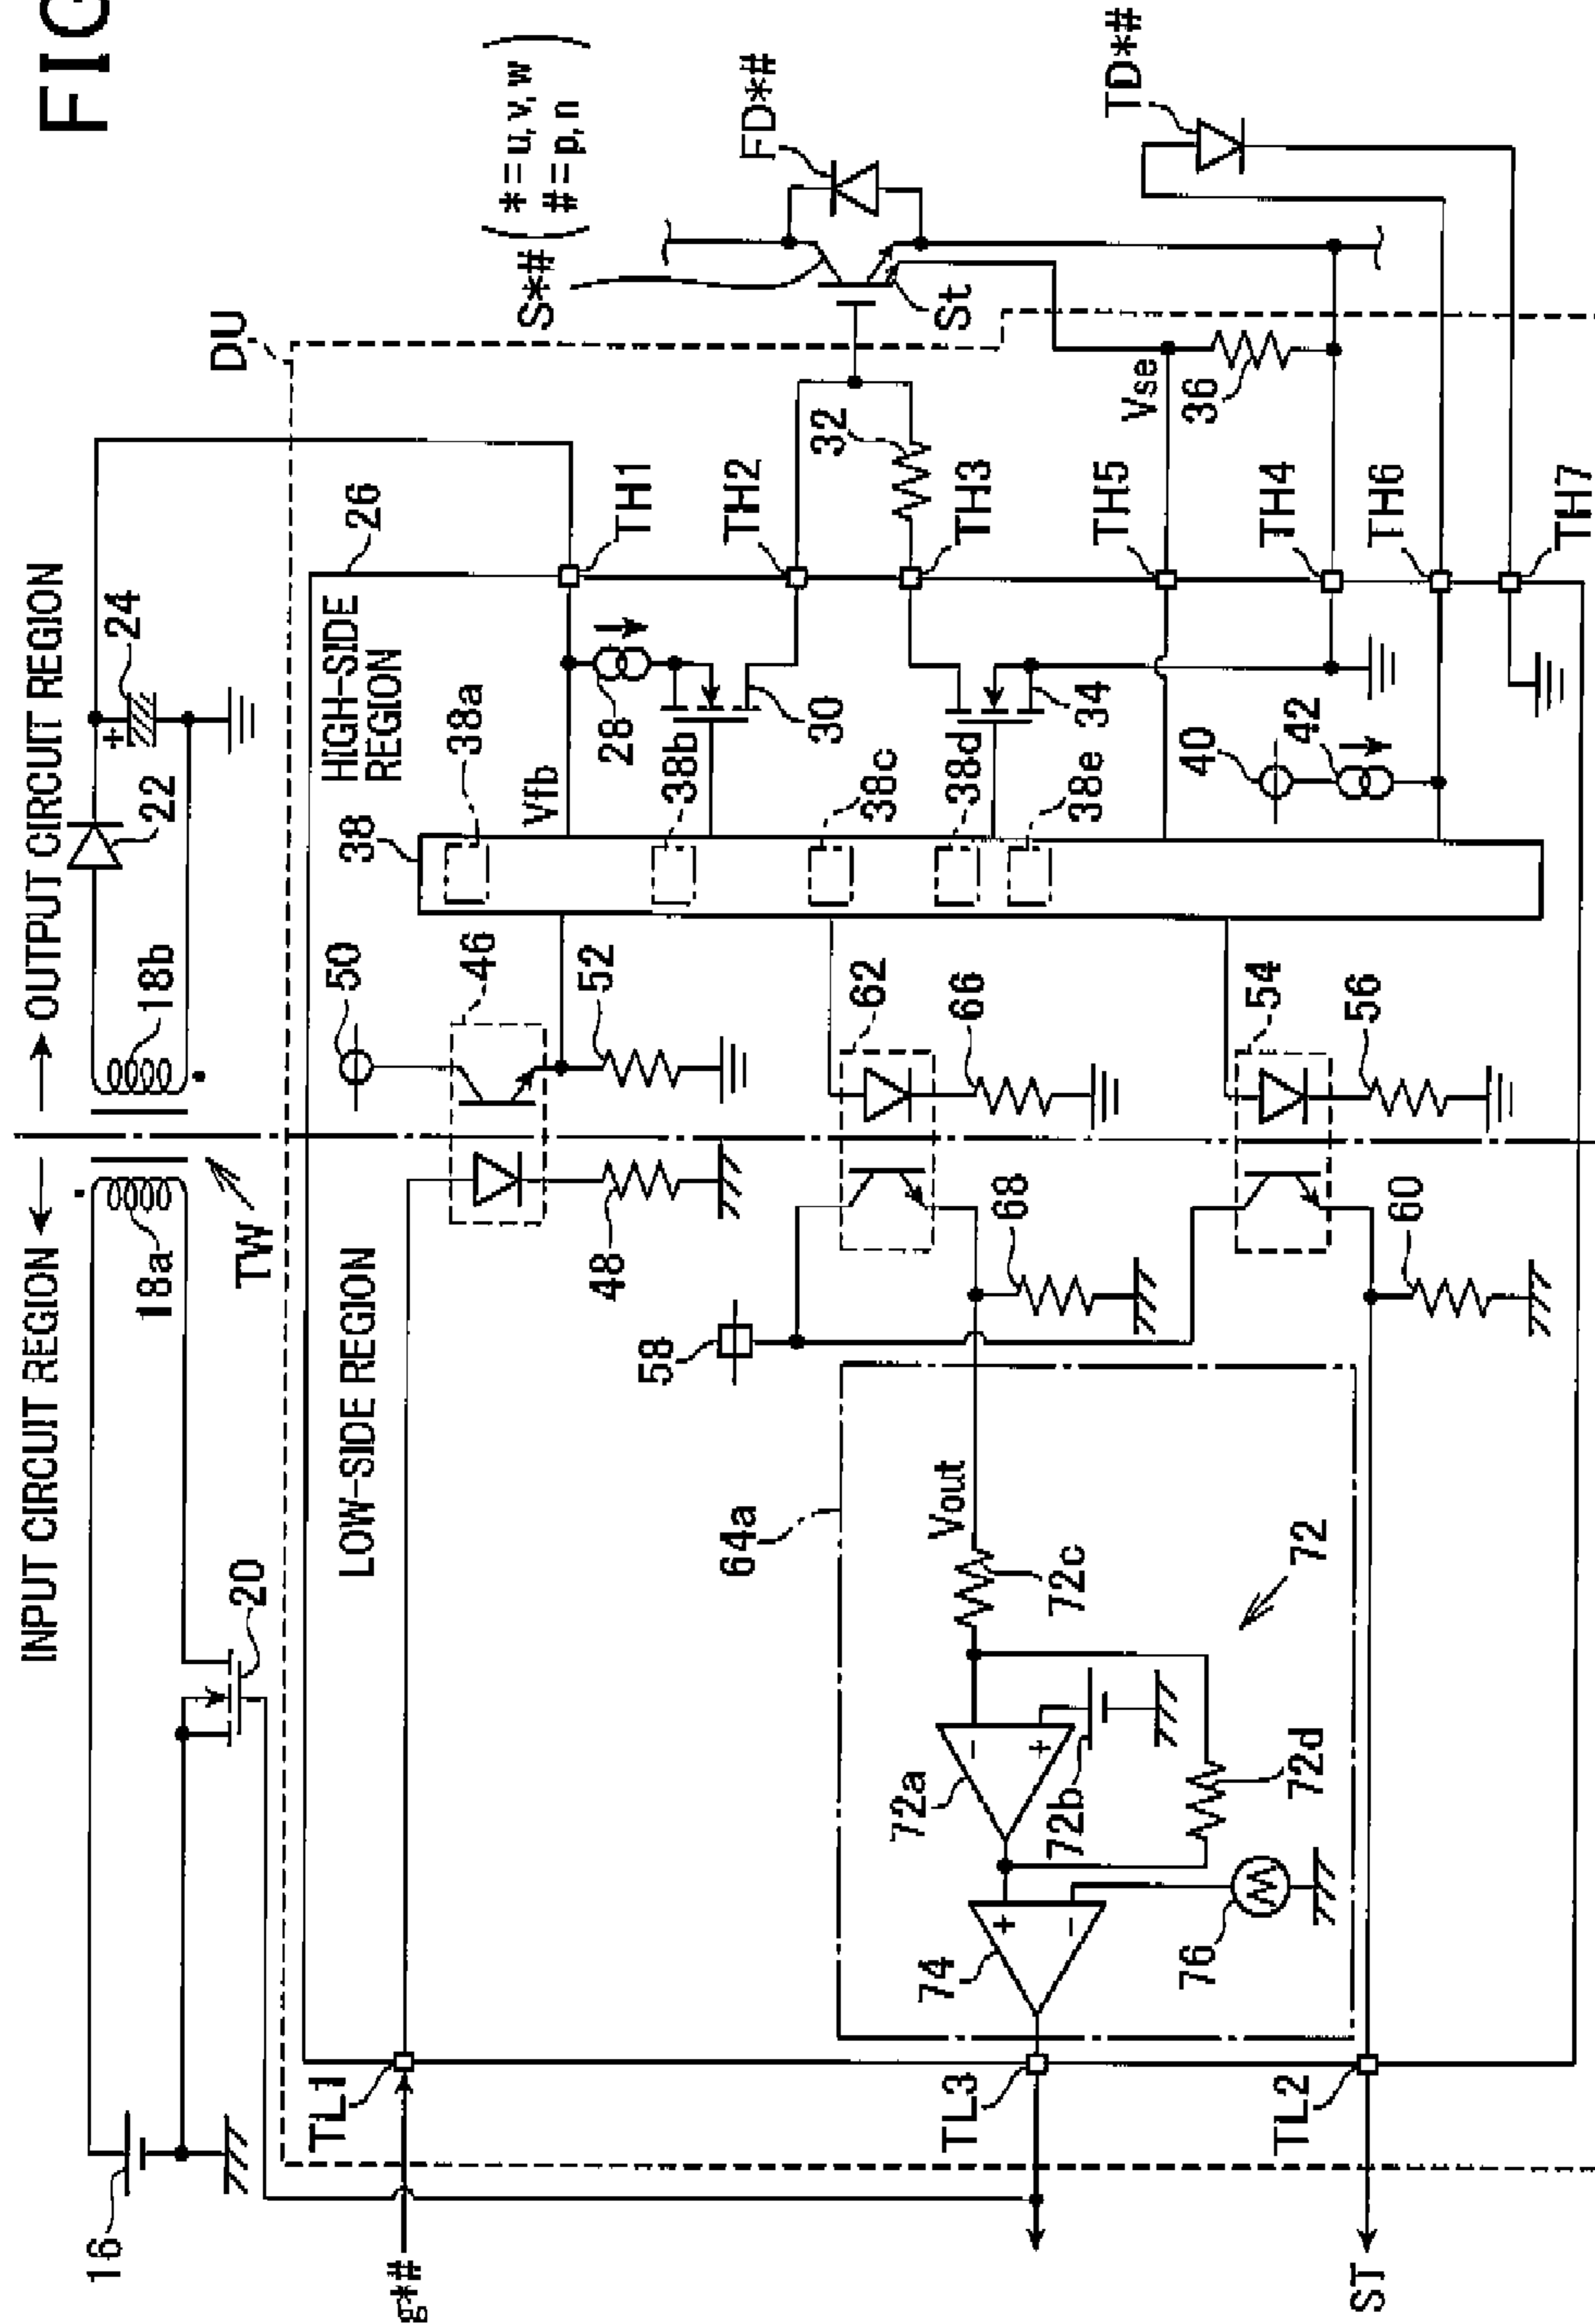 FIG
INPUT CIRCUIT REGION
OUTPUT CIRCUIT REGION
16
18a
18b
22
24
20
TW
DU
S*#
*=u,v,w
#=p,n
FD*#
TD*#
St
LOW-SIDE REGION
HIGH-SIDE
REGION
26
38
38a
38b
38c
38d
38e
Vfb
28
30
34
40
42
TH1
TH2
TH3
TH5
TH4
TH6
TH7
32
Vse
36
50
46
52
48
62
66
68
58
54
56
60
64a
Vout
72c
72
72a
72b
72d
74
76
TL1
TL3
TL2
g*#
ST
+
-
+
+
-